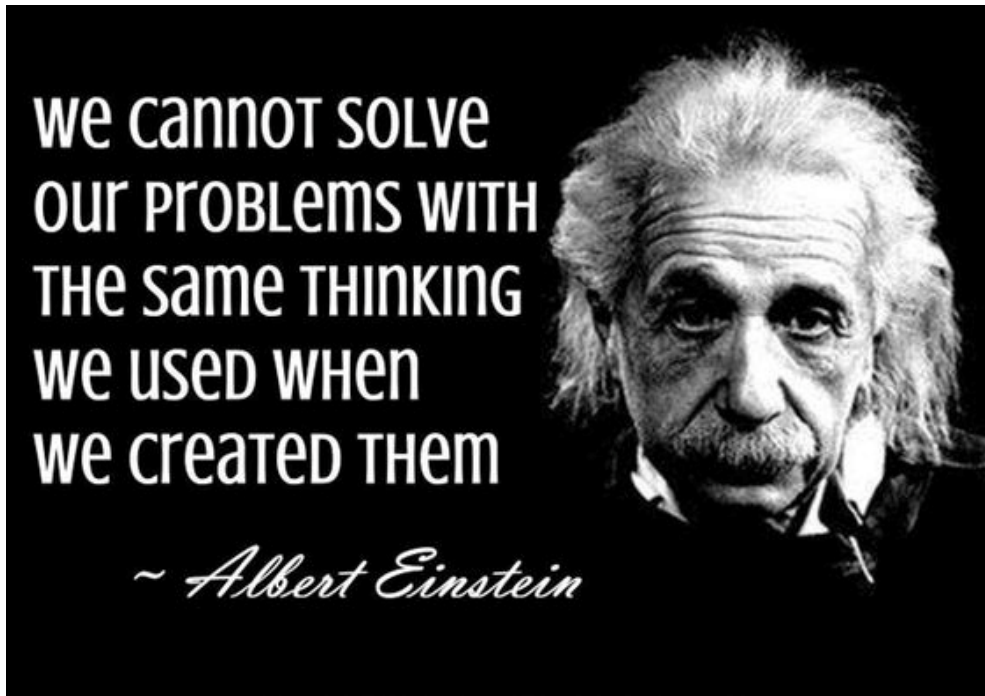 we cannot solve
our problems with
the same thinking
we used when
we created them
~ Albert Einstein